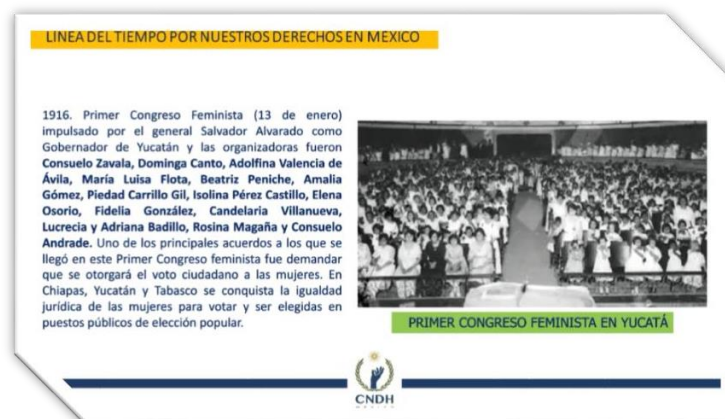 LINEA DEL TIEMPO POR NUESTROS DERECHOS EN MEXICO
1916. Primer Congreso Feminista (13 de enero)
impulsado por el general Salvador Alvarado como
Gobernador de Yucatán y las organizadoras fueron
Consuelo Zavala, Dominga Canto, Adolfina Valencia de
Ávila, María Luisa Flota, Beatriz Peniche, Amalia
Gómez, Piedad Carrillo Gil, Isolina Pérez Castillo, Elena
Osorio, Fidelia González, Candelaria Villanueva,
Lucrecia y Adriana Badillo, Rosina Magaña y Consuelo
Andrade. Uno de los principales acuerdos a los que se
llegó en este Primer Congreso feminista fue demandar
que se otorgará el voto ciudadano a las mujeres. En
Chiapas, Yucatán y Tabasco se conquista la igualdad
jurídica de las mujeres para votar y ser elegidas en
puestos públicos de elección popular.
PRIMER CONGRESO FEMINISTA EN YUCATÁ
CNDH
MÉXICO